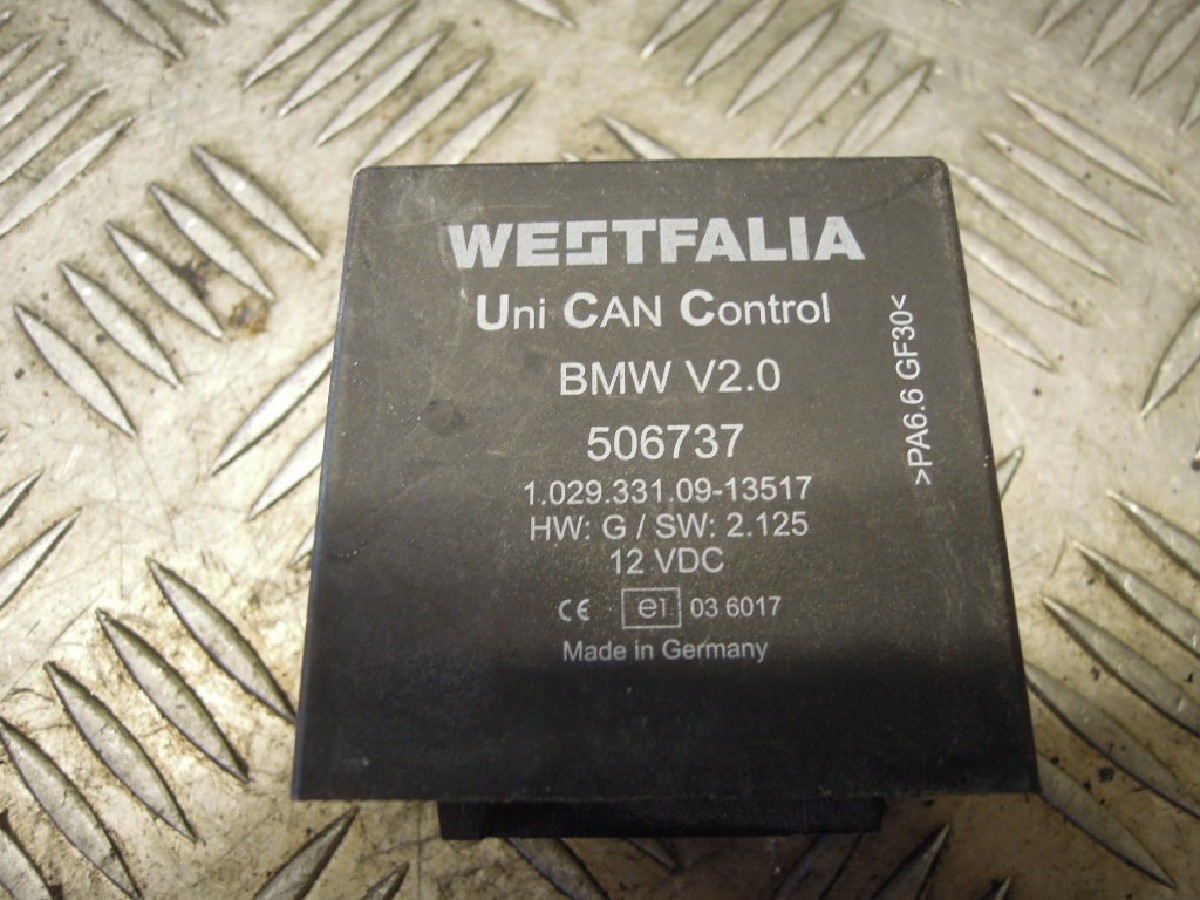 WESTFALIA
Uni CAN Control
BMW V2.0
506737
1.029.331.09-13517
HW: G / SW: 2.125
12 VDC
CE e1 03 6017
Made in Germany
>PA6.6 GF30<